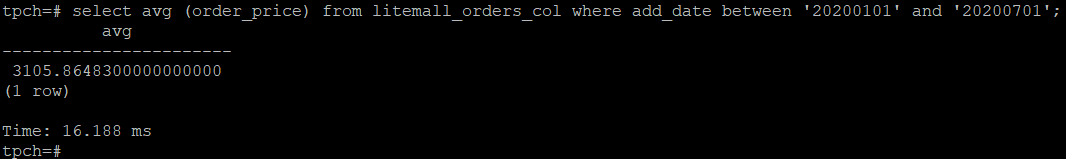 tpch=# select avg (order_price) from litemall_orders_col where add_date between '20200101' and '20200701';
avg
-----------------------
3105.8648300000000000
(1 row)
Time: 16.188 ms
tpch=#